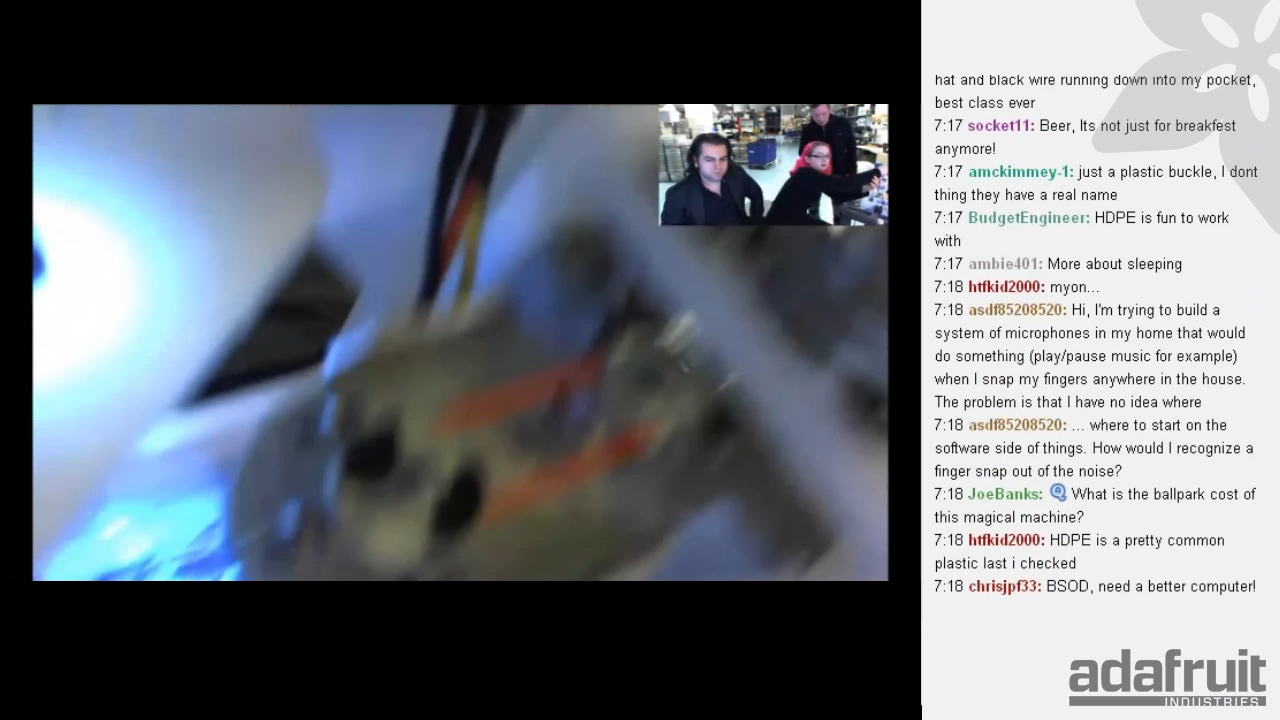 hat and black wire running down into my pocket,
best class ever
7:17 socket11: Beer, Its not just for breakfast
anymore!
7:17 amckimmey-1: just a plastic buckle, I dont
thing they have a real name
7:17 BudgetEngineer: HDPE is fun to work
with
7:17 ambie401: More about sleeping
7:18 htfkid2000: myon...
7:18 asdf85208520: Hi, I'm trying to build a
system of microphones in my home that would
do something (play/pause music for example)
when I snap my fingers anywhere in the house.
The problem is that I have no idea where
7:18 asdf85208520: ... where to start on the
software side of things. How would I recognize a
finger snap out of the noise?
7:18 JoeBanks: What is the ballpark cost of
this magical machine?
7:18 htfkid2000: HDPE is a pretty common
plastic last i checked
7:18 chrisjpf33: BSOD, need a better computer!
adafruit
INDUSTRIES